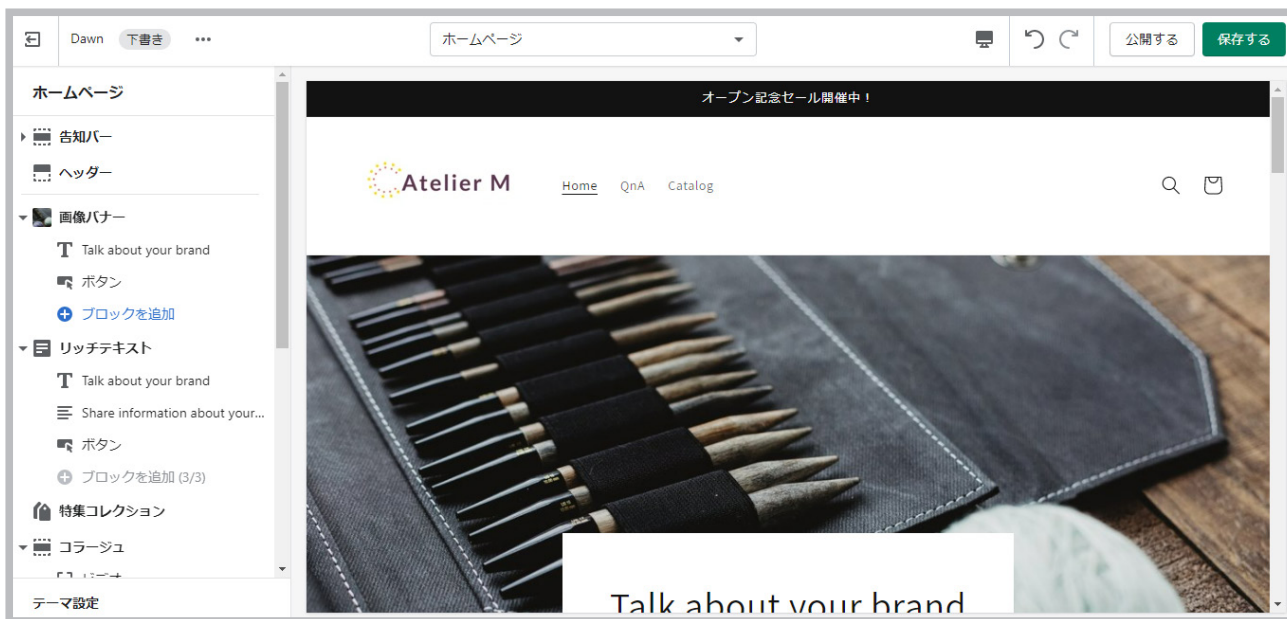 Dawn 下書き
ホームページ
公開する
保存する
ホームページ
告知バー
ヘッダー
画像バナー
Talk about your brand
ボタン
ブロックを追加
リッチテキスト
Talk about your brand
Share information about your...
ボタン
ブロックを追加 (3/3)
特集コレクション
コラージュ
ビデオ
テーマ設定
オープン記念セール開催中！
Atelier M
Home QnA Catalog
Talk about your brand